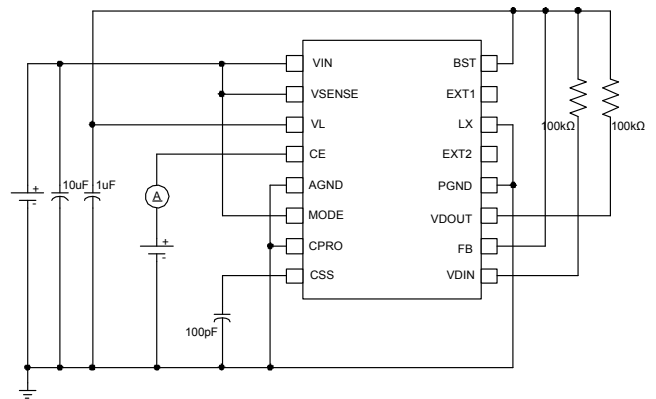 VIN BST
VSENSE EXT1
VL LX
100kΩ 100kΩ
CE EXT2
+ 10uF 1uF A AGND PGND
-
MODE VDOUT
+
-
CPRO FB
CSS VDIN
100pF